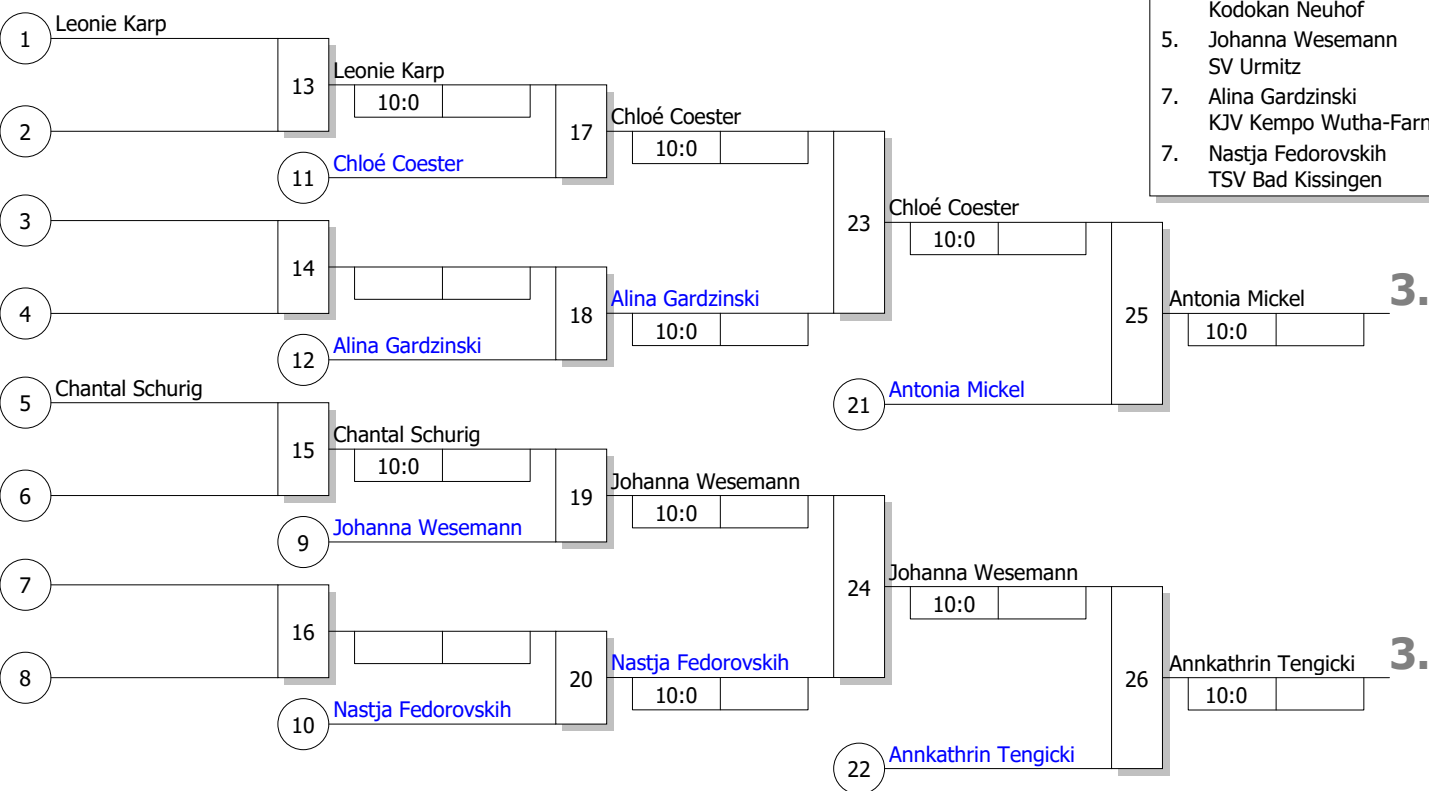 Kodokan Neuhof
5. Johanna Wesemann
SV Urmitz
7. Alina Gardzinski
KJV Kempo Wutha-Farn
7. Nastja Fedorovskih
TSV Bad Kissingen
1 Leonie Karp
13 Leonie Karp
10:0
2
17 Chloé Coester
10:0
11 Chloé Coester
3
23 Chloé Coester
10:0
14
4
18 Alina Gardzinski
10:0
12 Alina Gardzinski
25 Antonia Mickel 3.
10:0
21 Antonia Mickel
5 Chantal Schurig
15 Chantal Schurig
10:0
6
19 Johanna Wesemann
10:0
9 Johanna Wesemann
7
24 Johanna Wesemann
10:0
16
8
20 Nastja Fedorovskih
10:0
10 Nastja Fedorovskih
26 Annkathrin Tengicki 3.
10:0
22 Annkathrin Tengicki